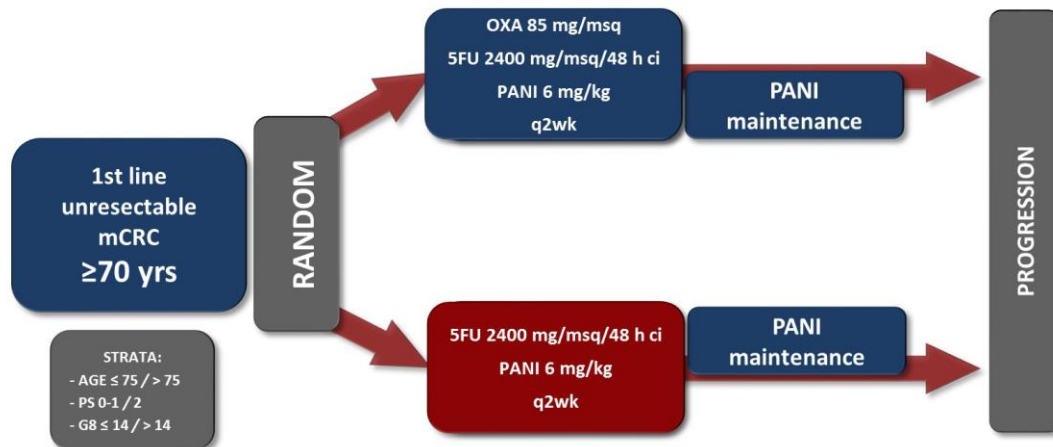 1st line
unresectable
mCRC
≥70 yrs
STRATA:
- AGE ≤ 75 / > 75
- PS 0-1 / 2
- G8 ≤ 14 / > 14
RANDOM
OXA 85 mg/msq
5FU 2400 mg/msq/48 h ci
PANI 6 mg/kg
q2wk
PANI
maintenance
5FU 2400 mg/msq/48 h ci
PANI 6 mg/kg
q2wk
PANI
maintenance
PROGRESSION